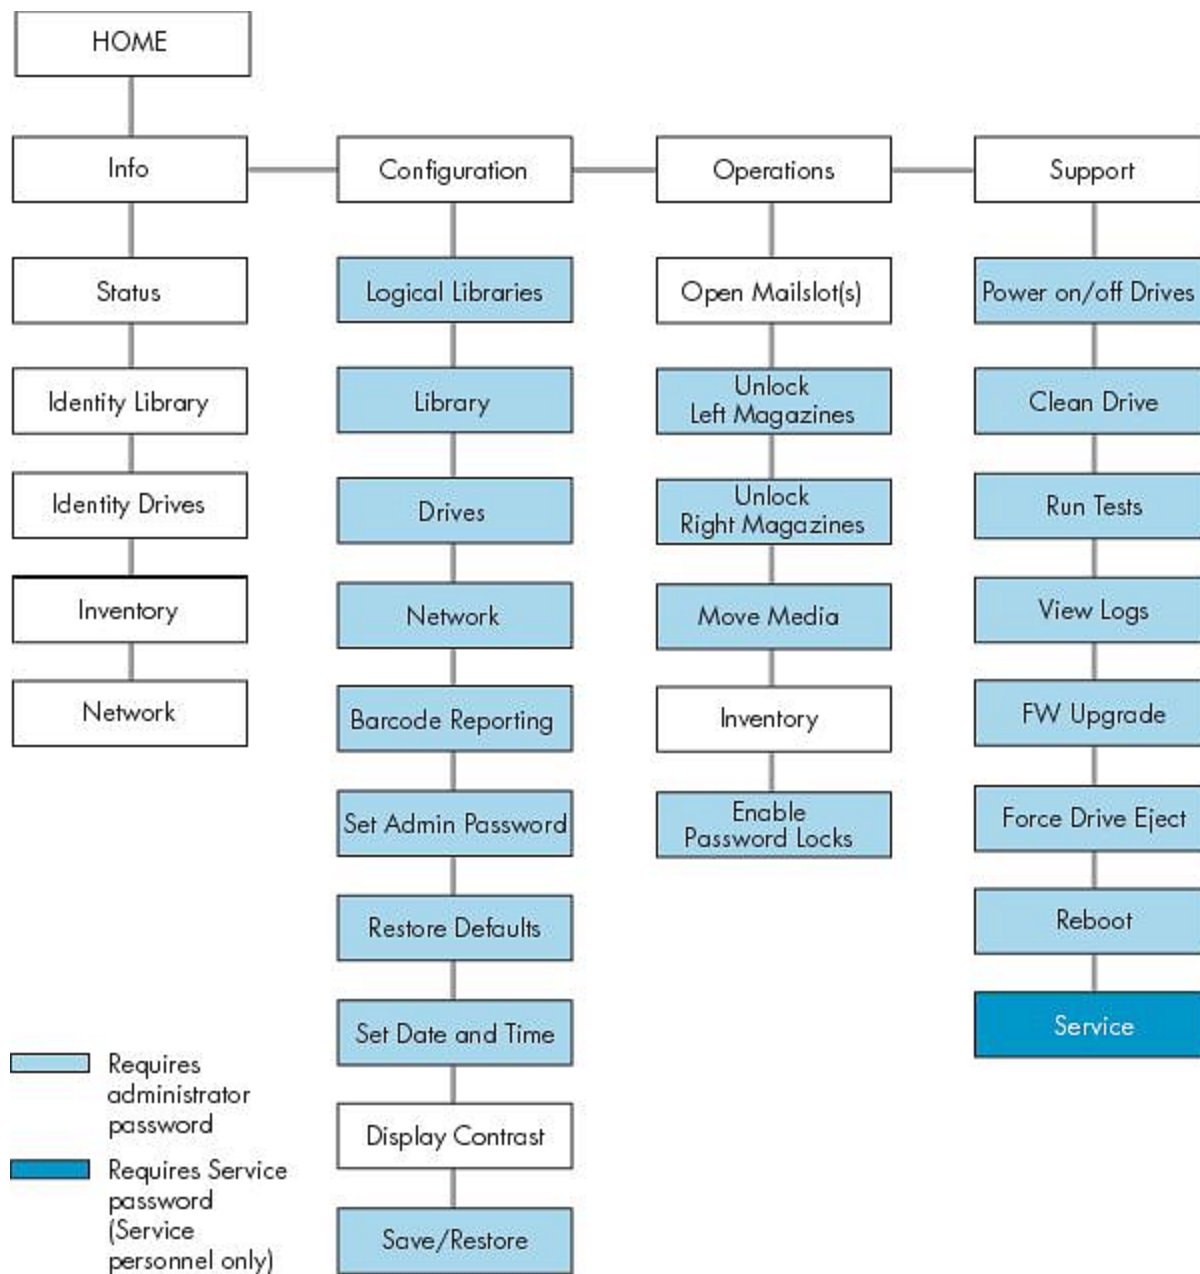 HOME
Info
Configuration
Operations
Support
Status
Logical Libraries
Open Mailslot(s)
Power on/off Drives
Identity Library
Library
Unlock
Left Magazines
Clean Drive
Identity Drives
Drives
Unlock
Right Magazines
Run Tests
Inventory
Network
Move Media
View Logs
Network
Barcode Reporting
Inventory
FW Upgrade
Set Admin Password
Enable
Password Locks
Force Drive Eject
Restore Defaults
Reboot
Set Date and Time
Service
Display Contrast
Save/Restore
Requires
administrator
password
Requires Service
password
(Service
personnel only)